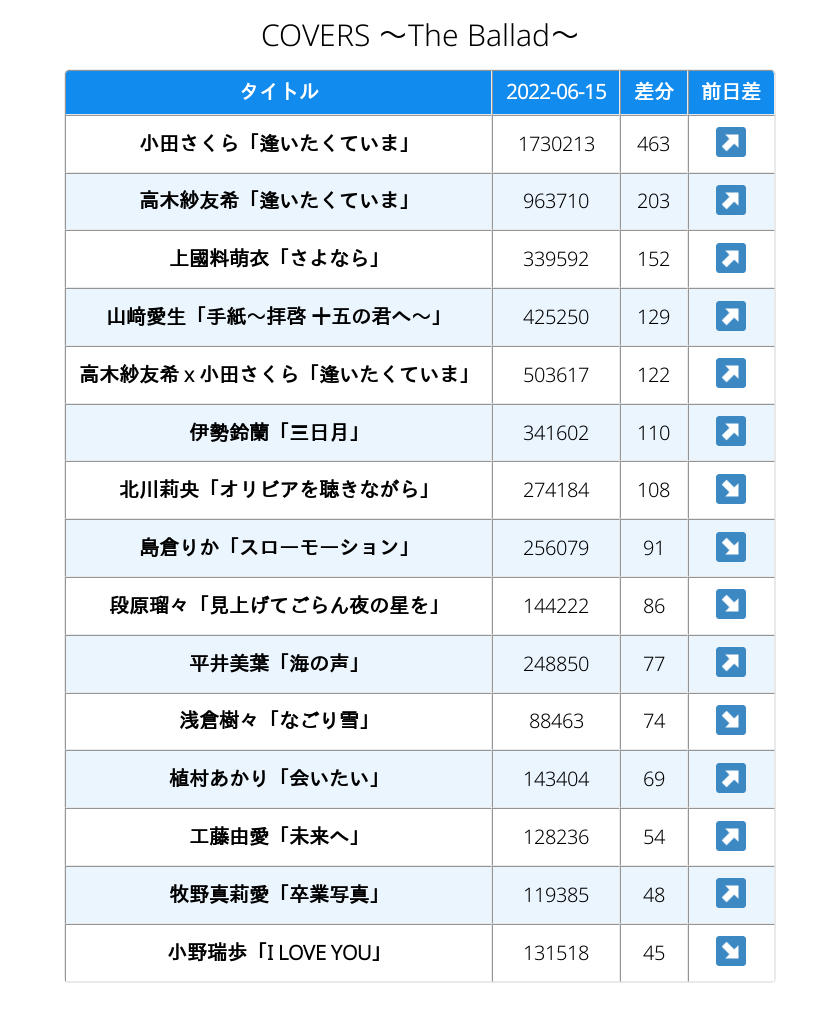 COVERS 〜The Ballad〜
タイトル 2022-06-15 差分 前日差
小田さくら「逢いたくていま」 1730213 463 ↗
高木紗友希「逢いたくていま」 963710 203 ↗
上國料萌衣「さよなら」 339592 152 ↗
山﨑愛生「手紙〜拝啓 十五の君へ〜」 425250 129 ↗
高木紗友希 x 小田さくら「逢いたくていま」 503617 122 ↗
伊勢鈴蘭「三日月」 341602 110 ↗
北川莉央「オリビアを聴きながら」 274184 108 ↘
島倉りか「スローモーション」 256079 91 ↘
段原瑠々「見上げてごらん夜の星を」 144222 86 ↘
平井美葉「海の声」 248850 77 ↗
浅倉樹々「なごり雪」 88463 74 ↘
植村あかり「会いたい」 143404 69 ↗
工藤由愛「未来へ」 128236 54 ↗
牧野真莉愛「卒業写真」 119385 48 ↗
小野瑞歩「I LOVE YOU」 131518 45 ↘